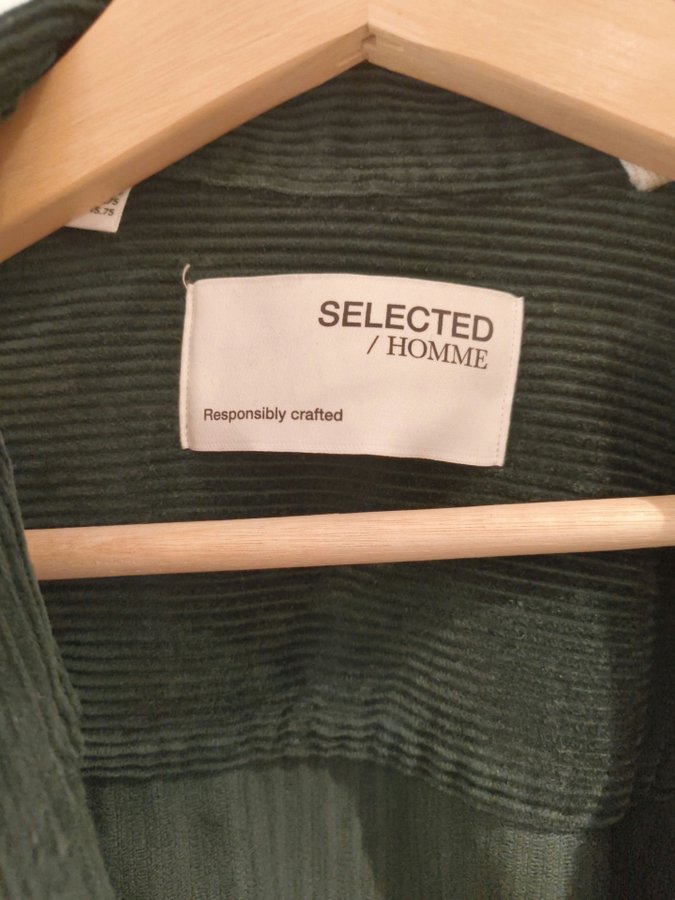 SELECTED
/ HOMME
Responsibly crafted